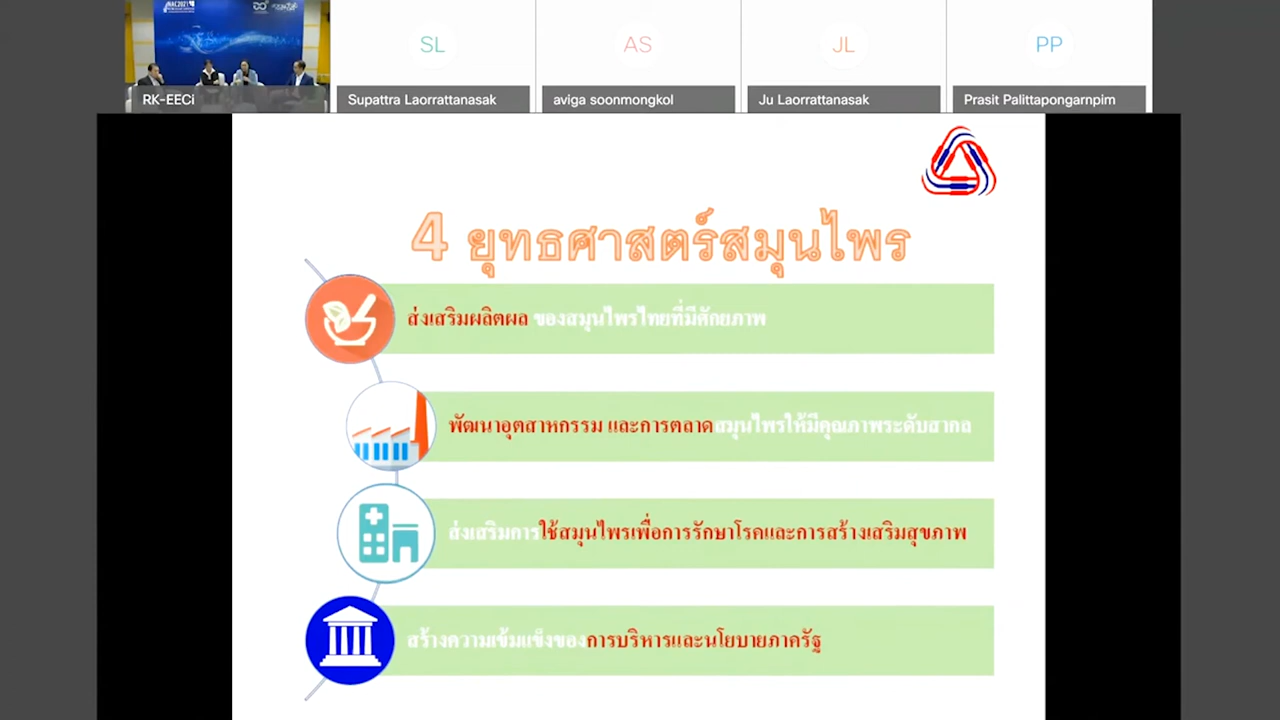 NAC2021
RK-EECi
SL
Supattra Laorrattanasak
AS
aviga soonmongkol
JL
Ju Laorrattanasak
PP
Prasit Palittapongarnpim
4 ยุทธศาสตร์สมุนไพร
ส่งเสริมผลิตผล ของสมุนไพรไทยที่มีศักยภาพ
พัฒนาอุตสาหกรรม และการตลาดสมุนไพรให้มีคุณภาพระดับสากล
ส่งเสริมการใช้สมุนไพรเพื่อการรักษาโรคและการสร้างเสริมสุขภาพ
สร้างความเข้มแข็งของการบริหารและนโยบายภาครัฐ